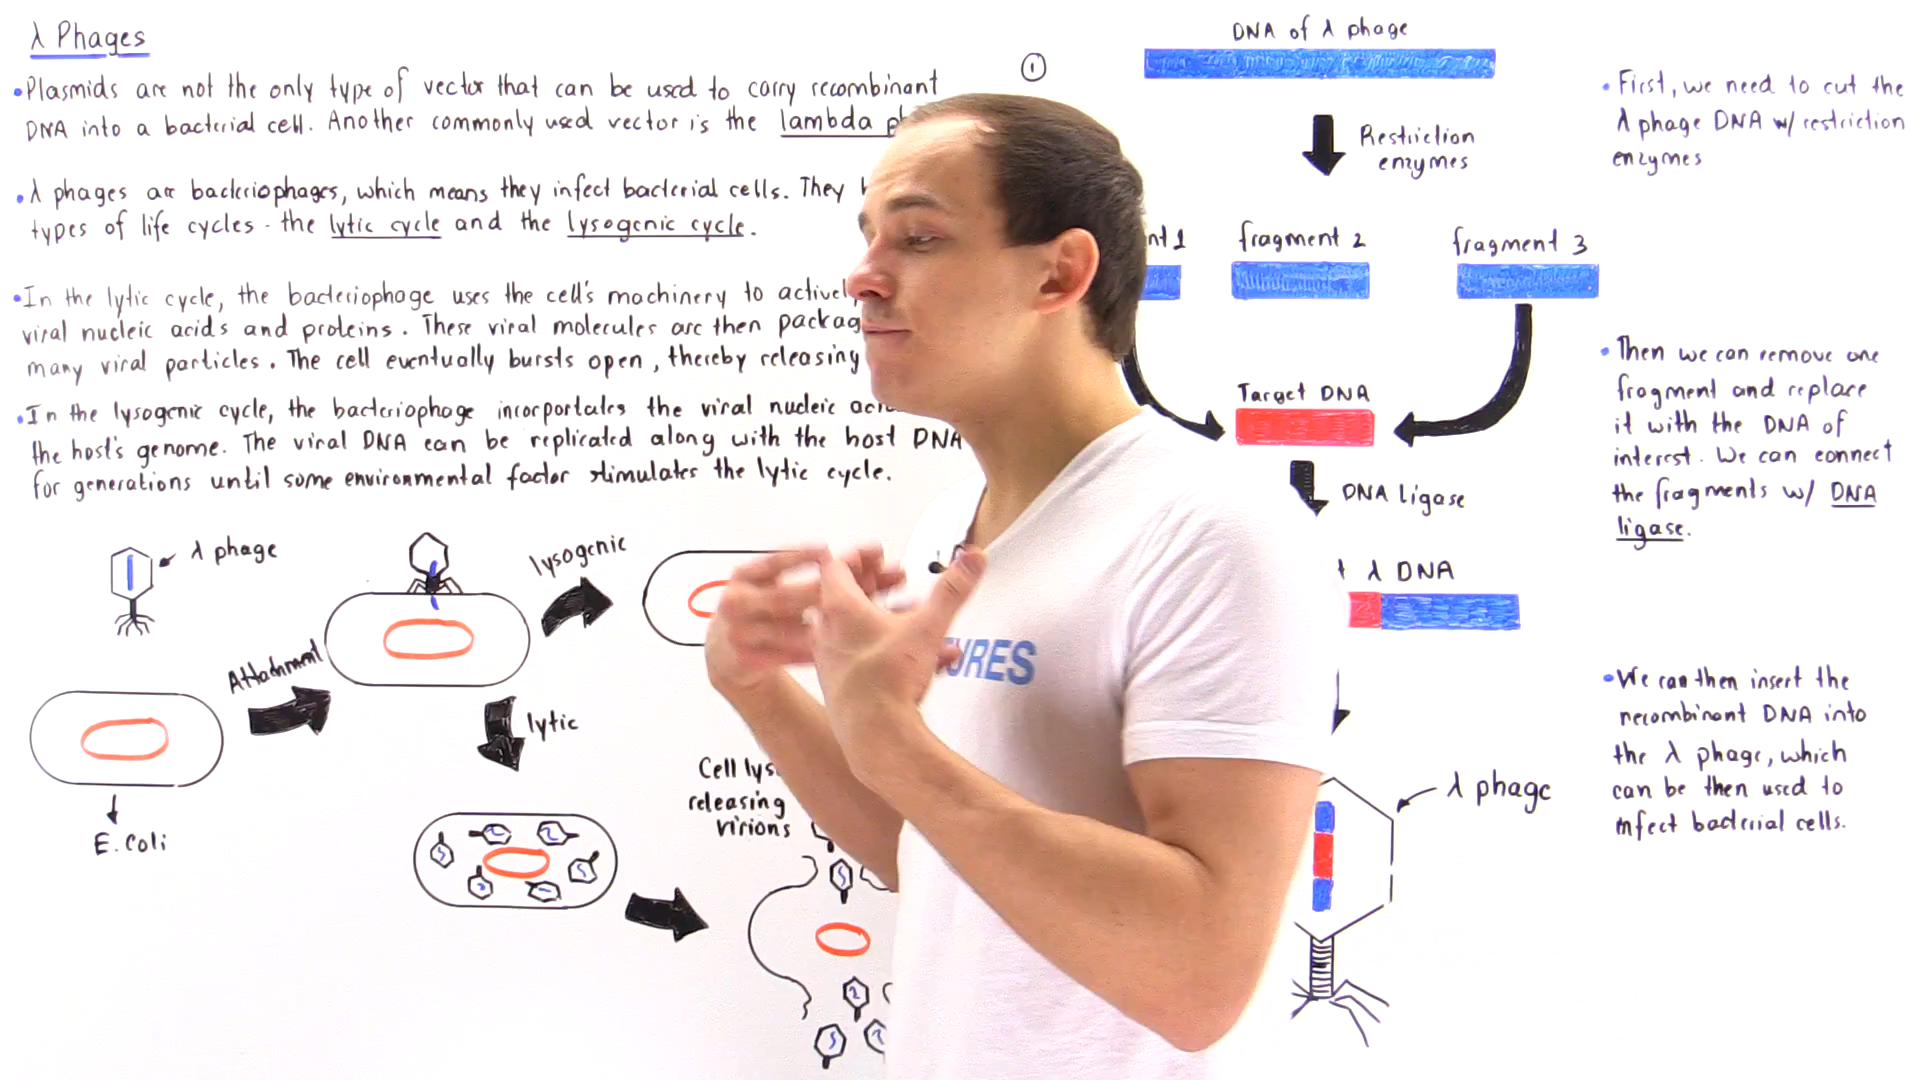 λ Phages
• Plasmids are not the only type of vector that can be used to carry recombinant
DNA into a bacterial cell. Another commonly used vector is the lambda
• λ phages are bacteriophages, which means they infect bacterial cells. They
types of life cycles - the lytic cycle and the lysogenic cycle.
• In the lytic cycle, the bacteriophage uses the cell's machinery to
viral nucleic acids and proteins. These viral molecules are then
many viral particles. The cell eventually bursts open, thereby releasing
• In the lysogenic cycle, the bacteriophage incorportates the viral nucleic
the host's genome. The viral DNA can be replicated along with the host DNA
for generations until some environmental factor stimulates the lytic cycle.
λ phage
Attachment
E. Coli
lysogenic
lytic
Cell
releasing
virions
URES
1
DNA of λ phage
Restriction
enzymes
1
fragment 2
fragment 3
Target DNA
DNA Ligase
λ DNA
λ phage
• First, we need to cut the
λ phage DNA w/ restriction
enzymes
• Then we can remove one
fragment and replace
it with the DNA of
interest. We can connect
the fragments w/ DNA
ligase.
• We can then insert the
recombinant DNA into
the λ phage, which
can be then used to
infect bacterial cells.